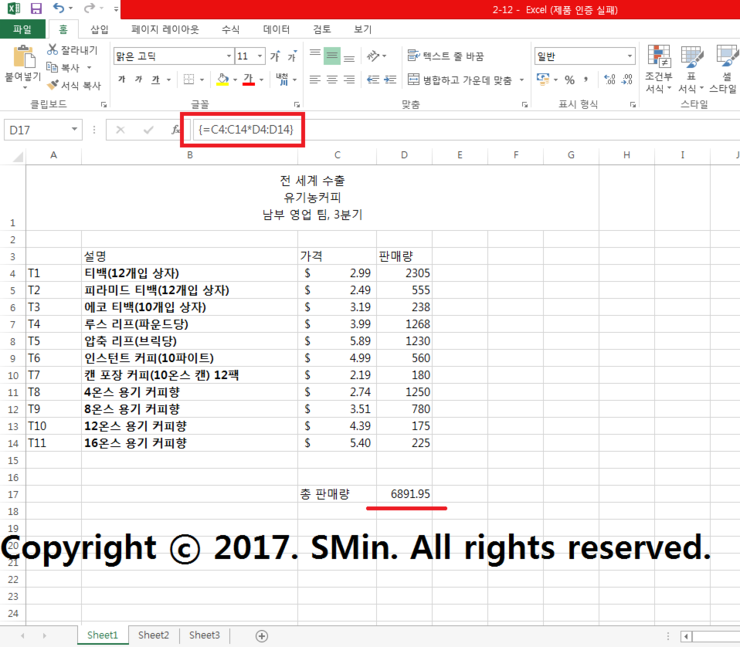 2-12 - Excel (제품 인증 실패)
파일 홈 삽입 페이지 레이아웃 수식 데이터 검토 보기
붙여넣기 잘라내기 복사 서식 복사 클립보드
맑은 고딕 11 가 가 가 가 가 글꼴
텍스트 줄 바꿈 병합하고 가운데 맞춤 맞춤
일반 % 표시 형식
조건부 서식 표 서식 셀 스타일 스타일
D17 fx {=C4:C14*D4:D14}
A B C D E F G H I J
1 전 세계 수출
유기농커피
남부 영업 팀, 3분기
2
3 설명 가격 판매량
4 T1 티백(12개입 상자) $ 2.99 2305
5 T2 피라미드 티백(12개입 상자) $ 2.49 555
6 T3 에코 티백(10개입 상자) $ 3.19 238
7 T4 루스 리프(파운드당) $ 3.99 1268
8 T5 압축 리프(브릭당) $ 5.89 1230
9 T6 인스턴트 커피(10파이트) $ 4.99 560
10 T7 캔 포장 커피(10온스 캔) 12팩 $ 2.19 180
11 T8 4온스 용기 커피향 $ 2.74 1250
12 T9 8온스 용기 커피향 $ 3.51 780
13 T10 12온스 용기 커피향 $ 4.39 175
14 T11 16온스 용기 커피향 $ 5.40 225
15
16
17 총 판매량 6891.95
18
19
20
Copyright ⓒ 2017. SMin. All rights reserved.
21
22
23
24
Sheet1 Sheet2 Sheet3